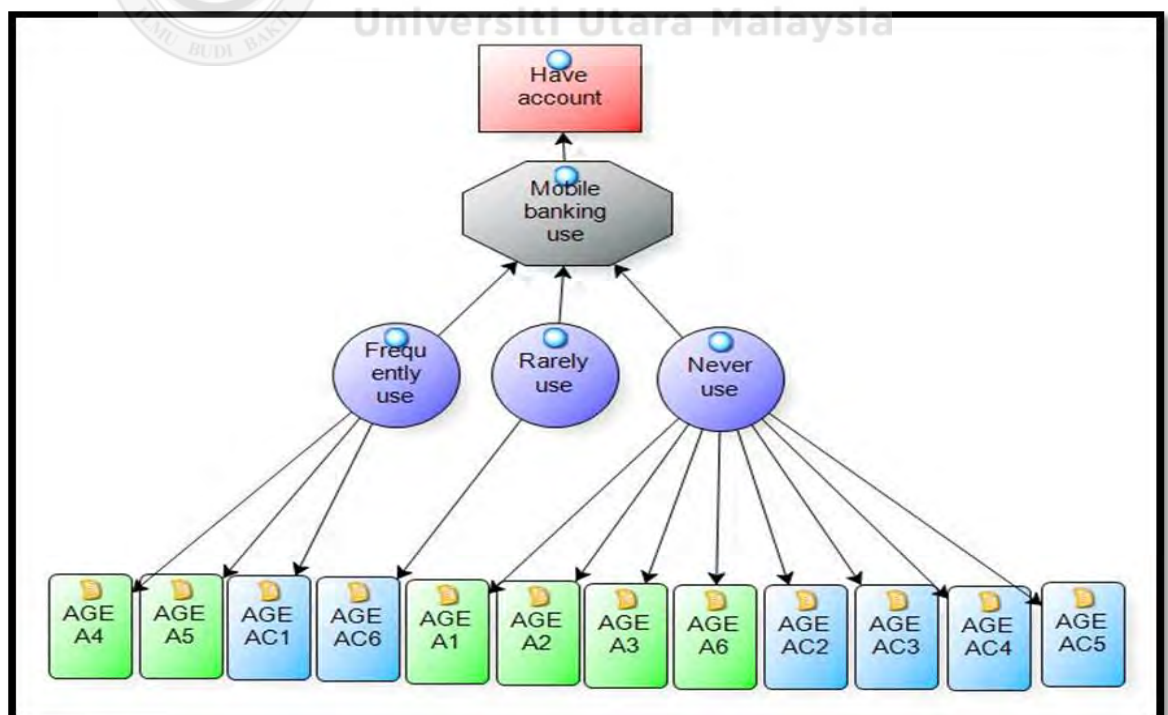 Universiti Utara Malaysia
BUDI BAK
Have
account
Mobile
banking
use
Frequ
ently
use
Rarely
use
Never
use
AGE
A4
AGE
A5
AGE
AC1
AGE
AC6
AGE
A1
AGE
A2
AGE
A3
AGE
A6
AGE
AC2
AGE
AC3
AGE
AC4
AGE
AC5